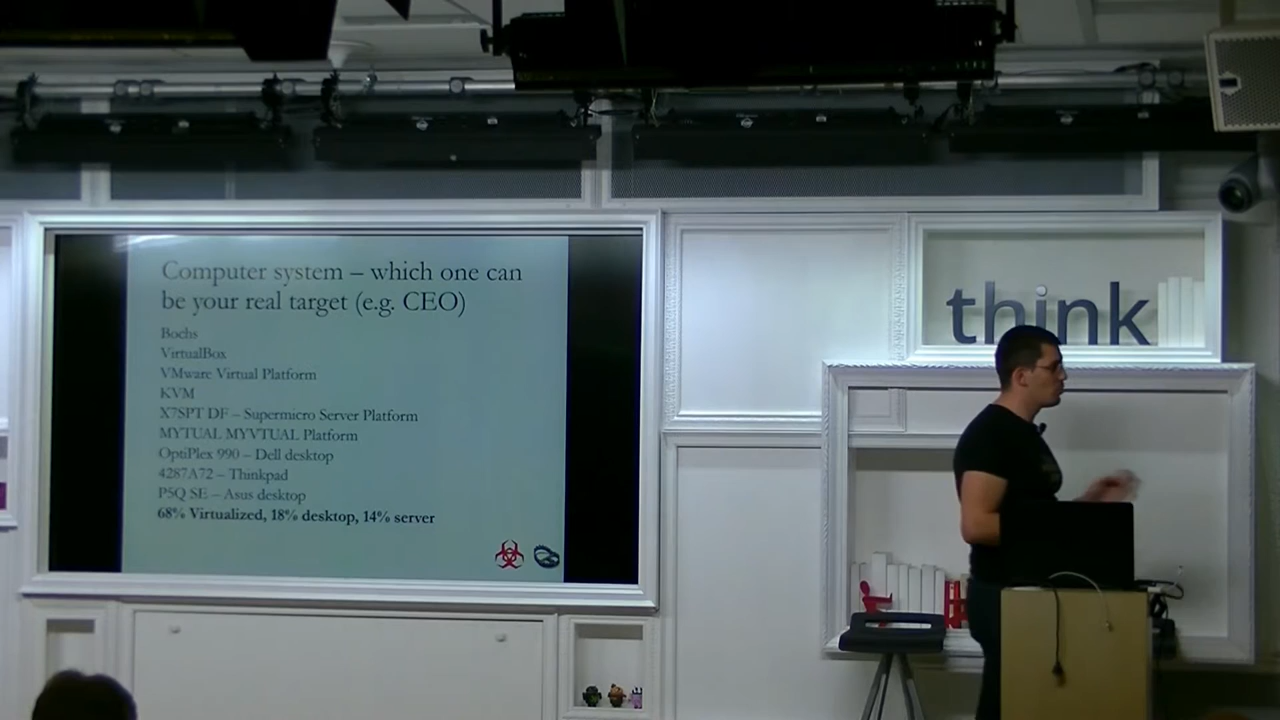 Computer system – which one can
be your real target (e.g. CEO)
Bochs
VirtualBox
VMware Virtual Platform
KVM
X7SPT DF – Supermicro Server Platform
MYTUAL MYVTUAL Platform
OptiPlex 990 – Dell desktop
4287A72 – Thinkpad
P5Q SE – Asus desktop
68% Virtualized, 18% desktop, 14% server
think